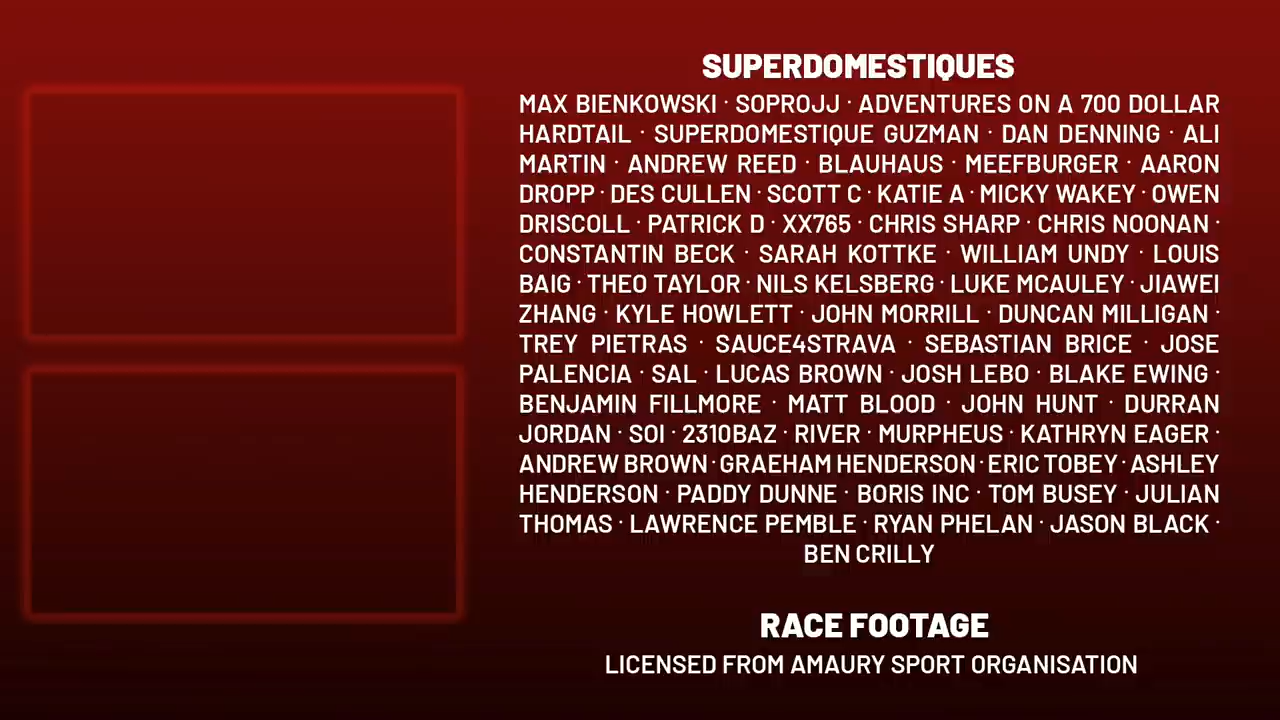 SUPERDOMESTIQUES
MAX BIENKOWSKI · SOPROJJ · ADVENTURES ON A 700 DOLLAR
HARDTAIL · SUPERDOMESTIQUE GUZMAN · DAN DENNING · ALI
MARTIN · ANDREW REED · BLAUHAUS · MEEFBURGER · AARON
DROPP · DES CULLEN · SCOTT C · KATIE A · MICKY WAKEY · OWEN
DRISCOLL · PATRICK D · XX765 · CHRIS SHARP · CHRIS NOONAN ·
CONSTANTIN BECK · SARAH KOTTKE · WILLIAM UNDY · LOUIS
BAIG · THEO TAYLOR · NILS KELSBERG · LUKE MCAULEY · JIAWEI
ZHANG · KYLE HOWLETT · JOHN MORRILL · DUNCAN MILLIGAN ·
TREY PIETRAS · SAUCE4STRAVA · SEBASTIAN BRICE · JOSE
PALENCIA · SAL · LUCAS BROWN · JOSH LEBO · BLAKE EWING ·
BENJAMIN FILLMORE · MATT BLOOD · JOHN HUNT · DURRAN
JORDAN · SOI · 2310BAZ · RIVER · MURPHEUS · KATHRYN EAGER ·
ANDREW BROWN · GRAEHAM HENDERSON · ERIC TOBEY · ASHLEY
HENDERSON · PADDY DUNNE · BORIS INC · TOM BUSEY · JULIAN
THOMAS · LAWRENCE PEMBLE · RYAN PHELAN · JASON BLACK ·
BEN CRILLY
RACE FOOTAGE
LICENSED FROM AMAURY SPORT ORGANISATION